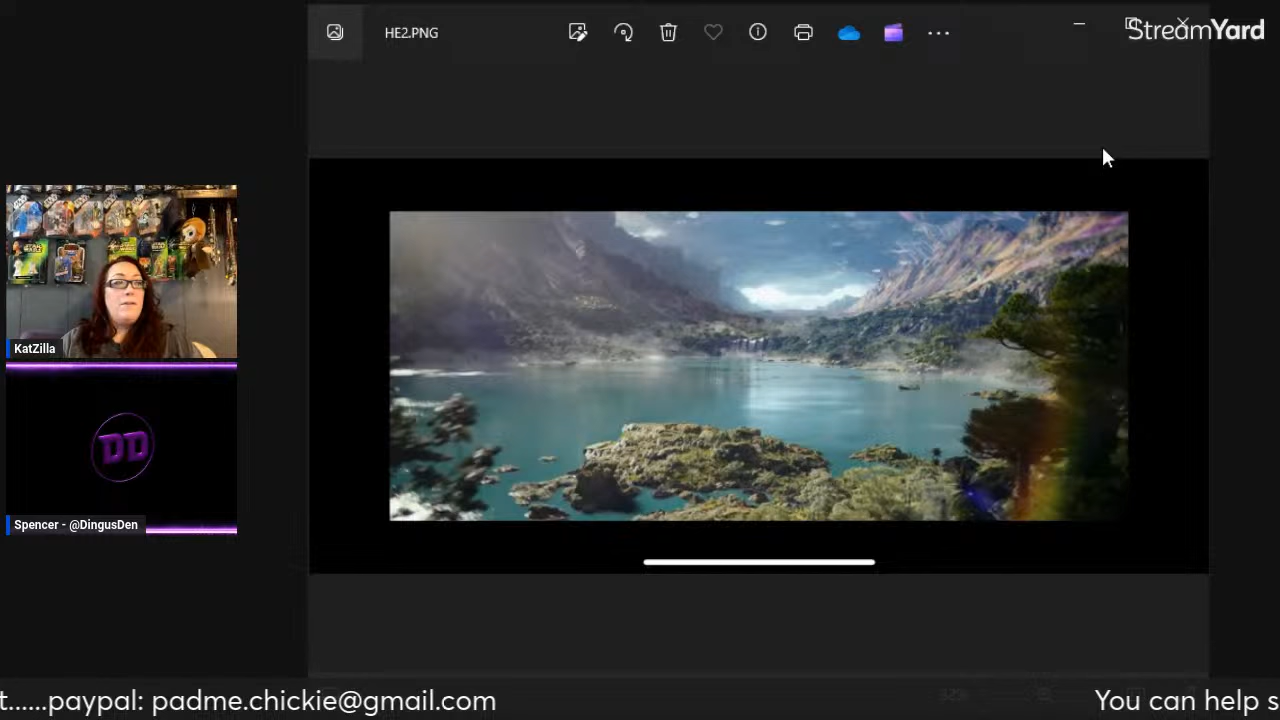 HE2.PNG
StreamYard
KatZilla
DD
Spencer - @DingusDen
t......paypal: padme.chickie@gmail.com
You can help s